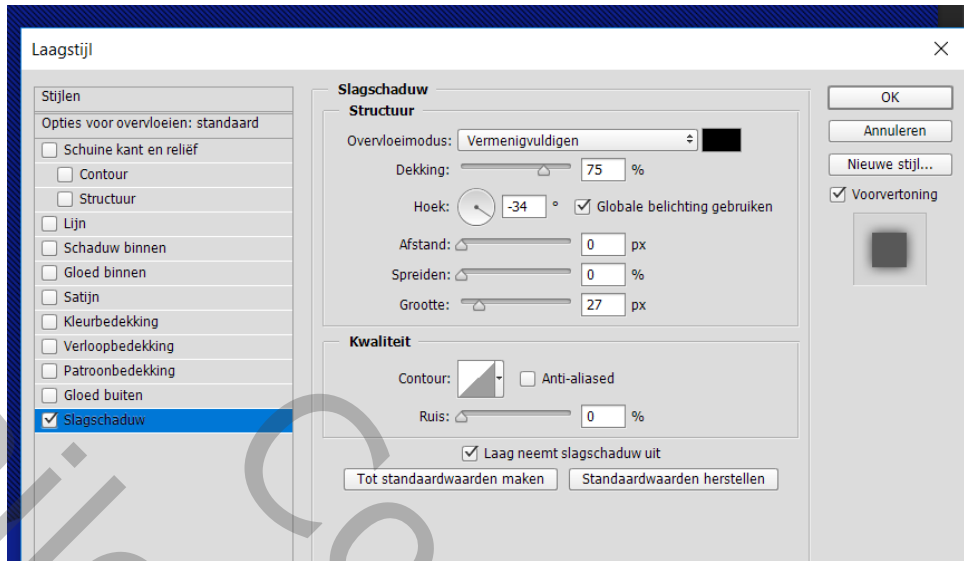 Laagstijl
Stijlen
Opties voor overvloeien: standaard
Schuine kant en reliëf
Contour
Structuur
Lijn
Schaduw binnen
Gloed binnen
Satijn
Kleurbedekking
Verloopbedekking
Patroonbedekking
Gloed buiten
Slagschaduw
Slagschaduw
Structuur
Overvloeimodus: Vermenigvuldigen
Dekking: 75 %
Hoek: -34 ° Globale belichting gebruiken
Afstand: 0 px
Spreiden: 0 %
Grootte: 27 px
Kwaliteit
Contour: Anti-aliased
Ruis: 0 %
Laag neemt slagschaduw uit
Tot standaardwaarden maken Standaardwaarden herstellen
OK
Annuleren
Nieuwe stijl...
Voorvertoning